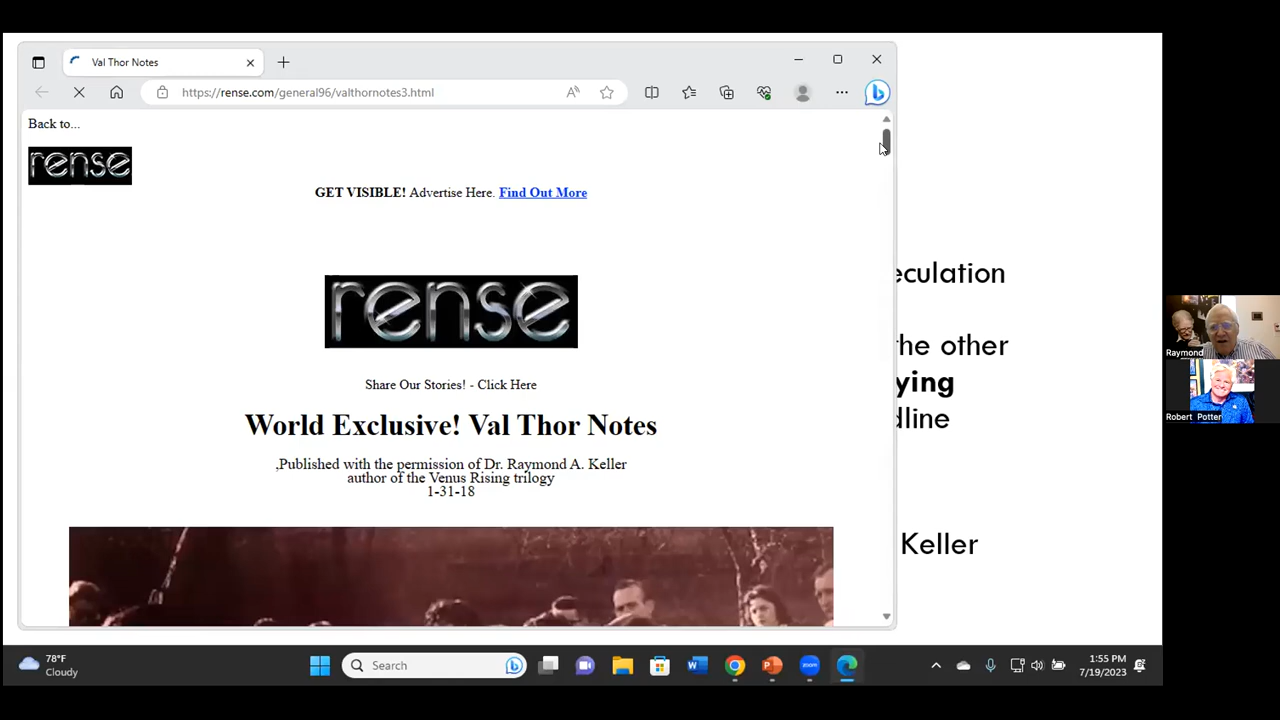 Val Thor Notes
https://rense.com/general96/valthornotes3.html
Back to...
rense
GET VISIBLE! Advertise Here. Find Out More
rense
Share Our Stories! - Click Here
World Exclusive! Val Thor Notes
,Published with the permission of Dr. Raymond A. Keller
author of the Venus Rising trilogy
1-31-18
eculation
he other
ying
dline
Keller
Raymond
Robert Potter
78°F
Cloudy
Search
1:55 PM
7/19/2023